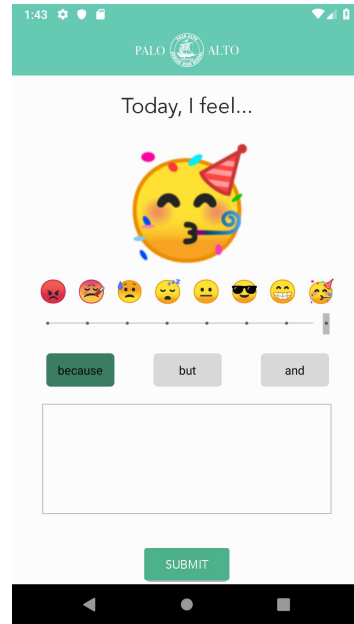 1:43
PALO ALTO
Today, I feel...
because but and
SUBMIT